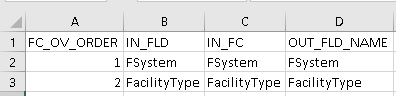 A B C D
1 FC_OV_ORDER IN_FLD IN_FC OUT_FLD_NAME
2 1 FSystem FSystem FSystem
3 2 FacilityType FacilityType FacilityType